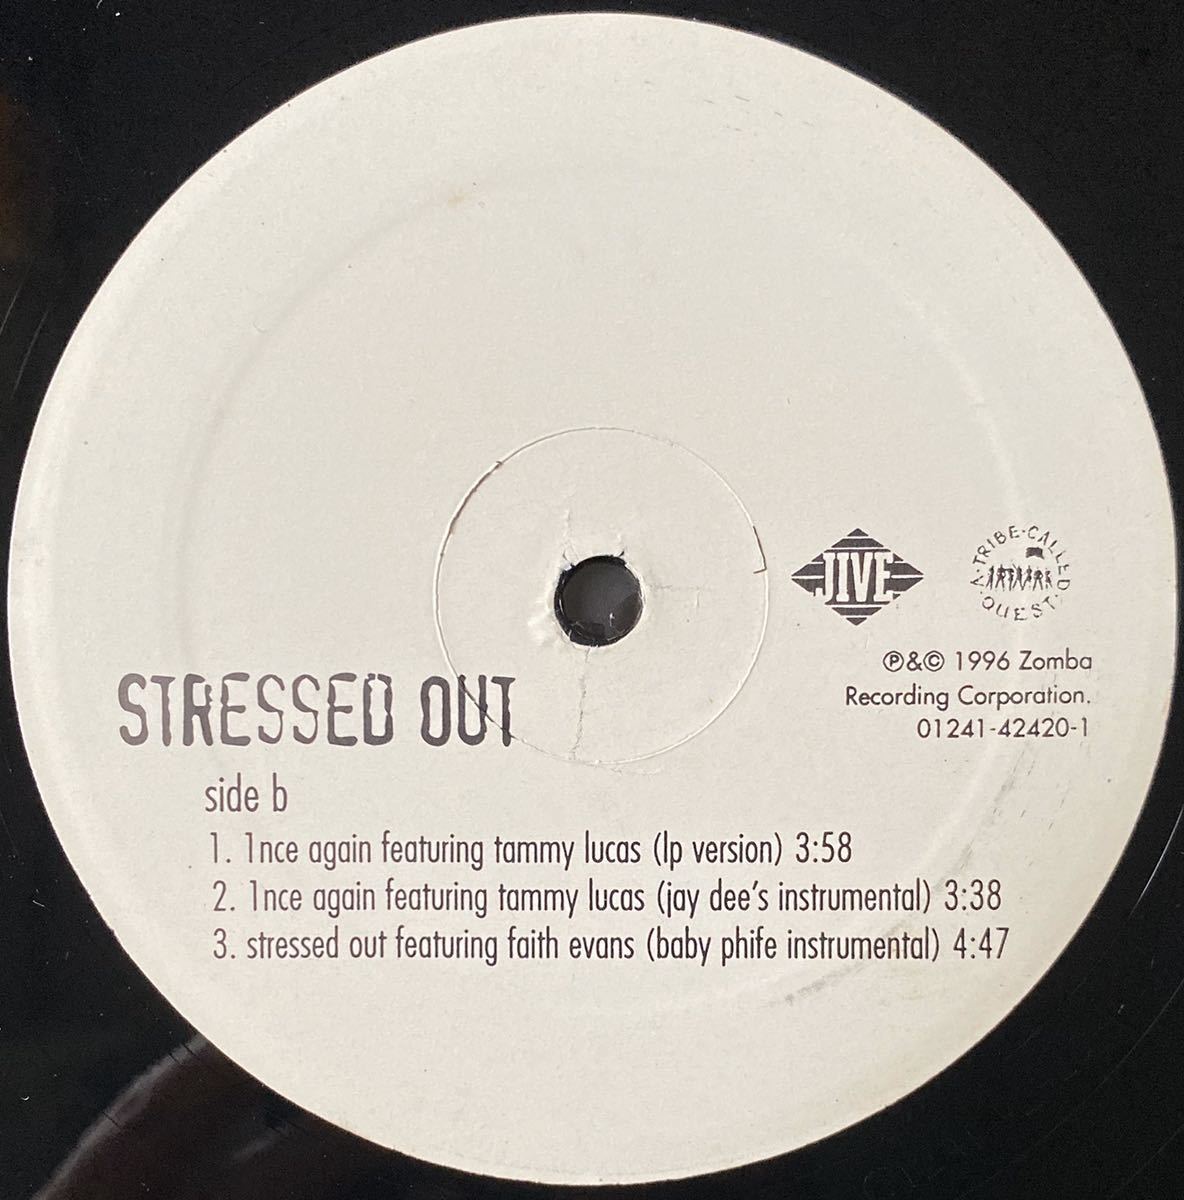 JIVE
A·TRIBE·CALLED
QUEST·
℗&© 1996 Zomba
Recording Corporation.
01241-42420-1
STRESSED OUT
side b
1. 1nce again featuring tammy lucas (lp version) 3:58
2. 1nce again featuring tammy lucas (jay dee's instrumental) 3:38
3. stressed out featuring faith evans (baby phife instrumental) 4:47